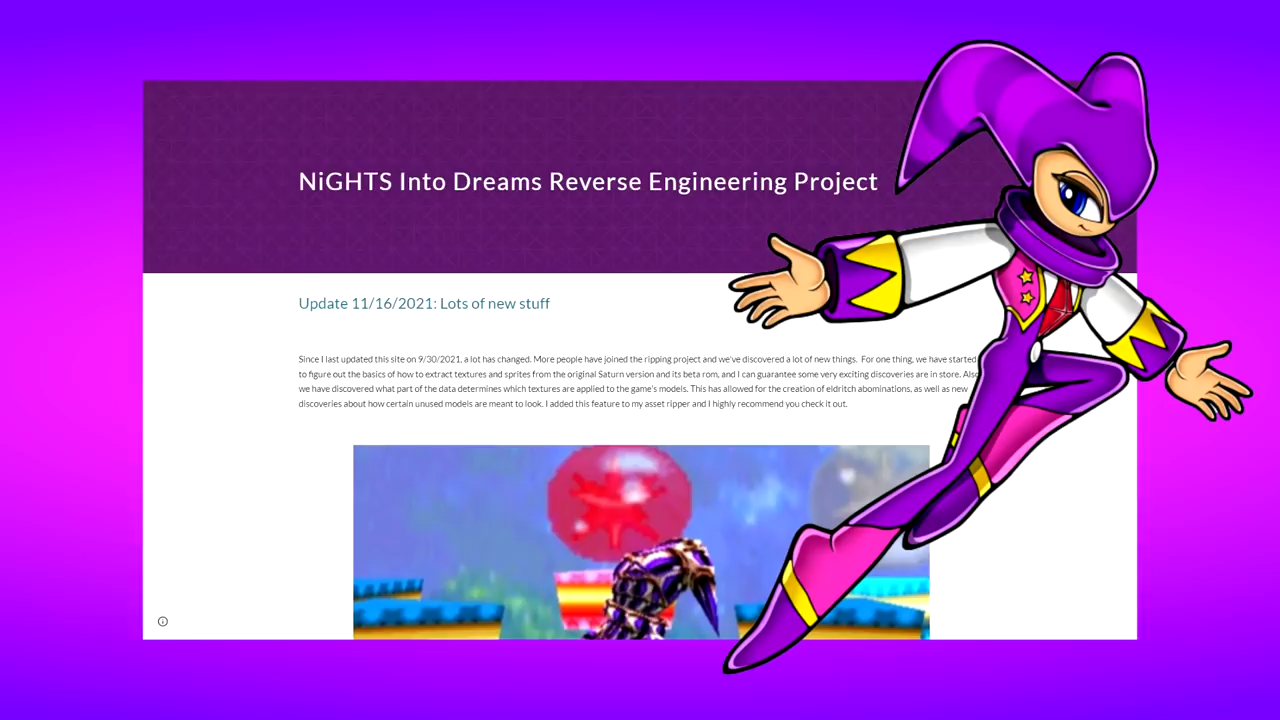 NiGHTS Into Dreams Reverse Engineering Project
Update 11/16/2021: Lots of new stuff
Since I last updated this site on 9/30/2021, a lot has changed. More people have joined the ripping project and we've discovered a lot of new things. For one thing, we have started
to figure out the basics of how to extract textures and sprites from the original Saturn version and its beta rom, and I can guarantee some very exciting discoveries are in store. Also
we have discovered what part of the data determines which textures are applied to the game's models. This has allowed for the creation of eldritch abominations, as well as new
discoveries about how certain unused models are meant to look. I added this feature to my asset ripper and I highly recommend you check it out.